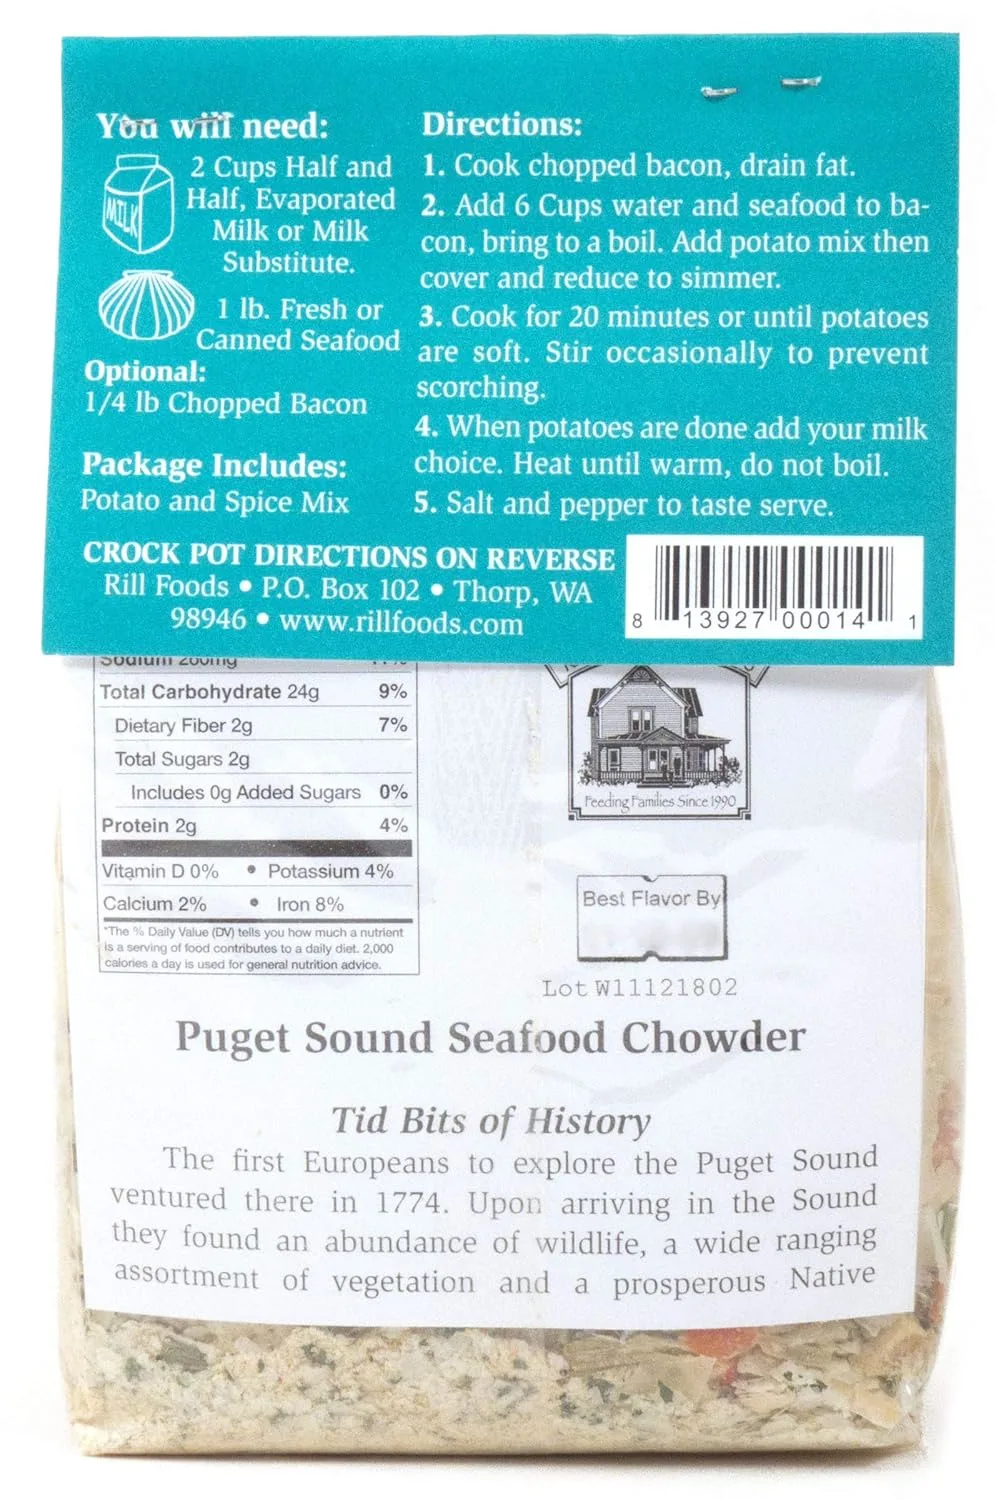 You will need:
MILK
2 Cups Half and
Half, Evaporated
Milk or Milk
Substitute.
1 lb. Fresh or
Canned Seafood
Optional:
1/4 lb Chopped Bacon
Package Includes:
Potato and Spice Mix
Directions:
1. Cook chopped bacon, drain fat.
2. Add 6 Cups water and seafood to ba-
con, bring to a boil. Add potato mix then
cover and reduce to simmer.
3. Cook for 20 minutes or until potatoes
are soft. Stir occasionally to prevent
scorching.
4. When potatoes are done add your milk
choice. Heat until warm, do not boil.
5. Salt and pepper to taste serve.
CROCK POT DIRECTIONS ON REVERSE
Rill Foods • P.O. Box 102 • Thorp, WA
98946 • www.rillfoods.com
8 13927 00014 1
Sodium 260mg 11%
Total Carbohydrate 24g 9%
Dietary Fiber 2g 7%
Total Sugars 2g
Includes 0g Added Sugars 0%
Protein 2g 4%
Vitamin D 0% • Potassium 4%
Calcium 2% • Iron 8%
*The % Daily Value (DV) tells you how much a nutrient
is a serving of food contributes to a daily diet. 2,000
calories a day is used for general nutrition advice.
Feeding Families Since 1990
Best Flavor By
Lot W11121802
Puget Sound Seafood Chowder
Tid Bits of History
The first Europeans to explore the Puget Sound
ventured there in 1774. Upon arriving in the Sound
they found an abundance of wildlife, a wide ranging
assortment of vegetation and a prosperous Native